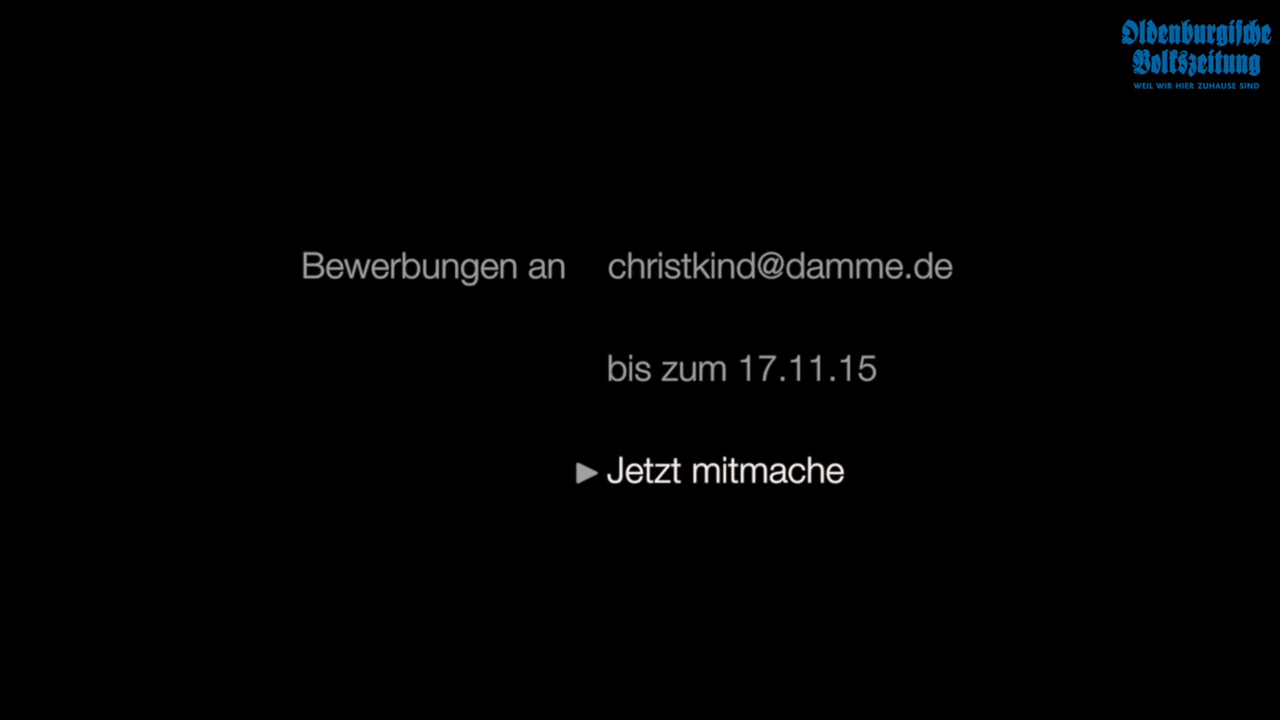 Oldenburgische
Volkszeitung
WEIL WIR HIER ZUHAUSE SIND
Bewerbungen an christkind@damme.de
bis zum 17.11.15
▶ Jetzt mitmache